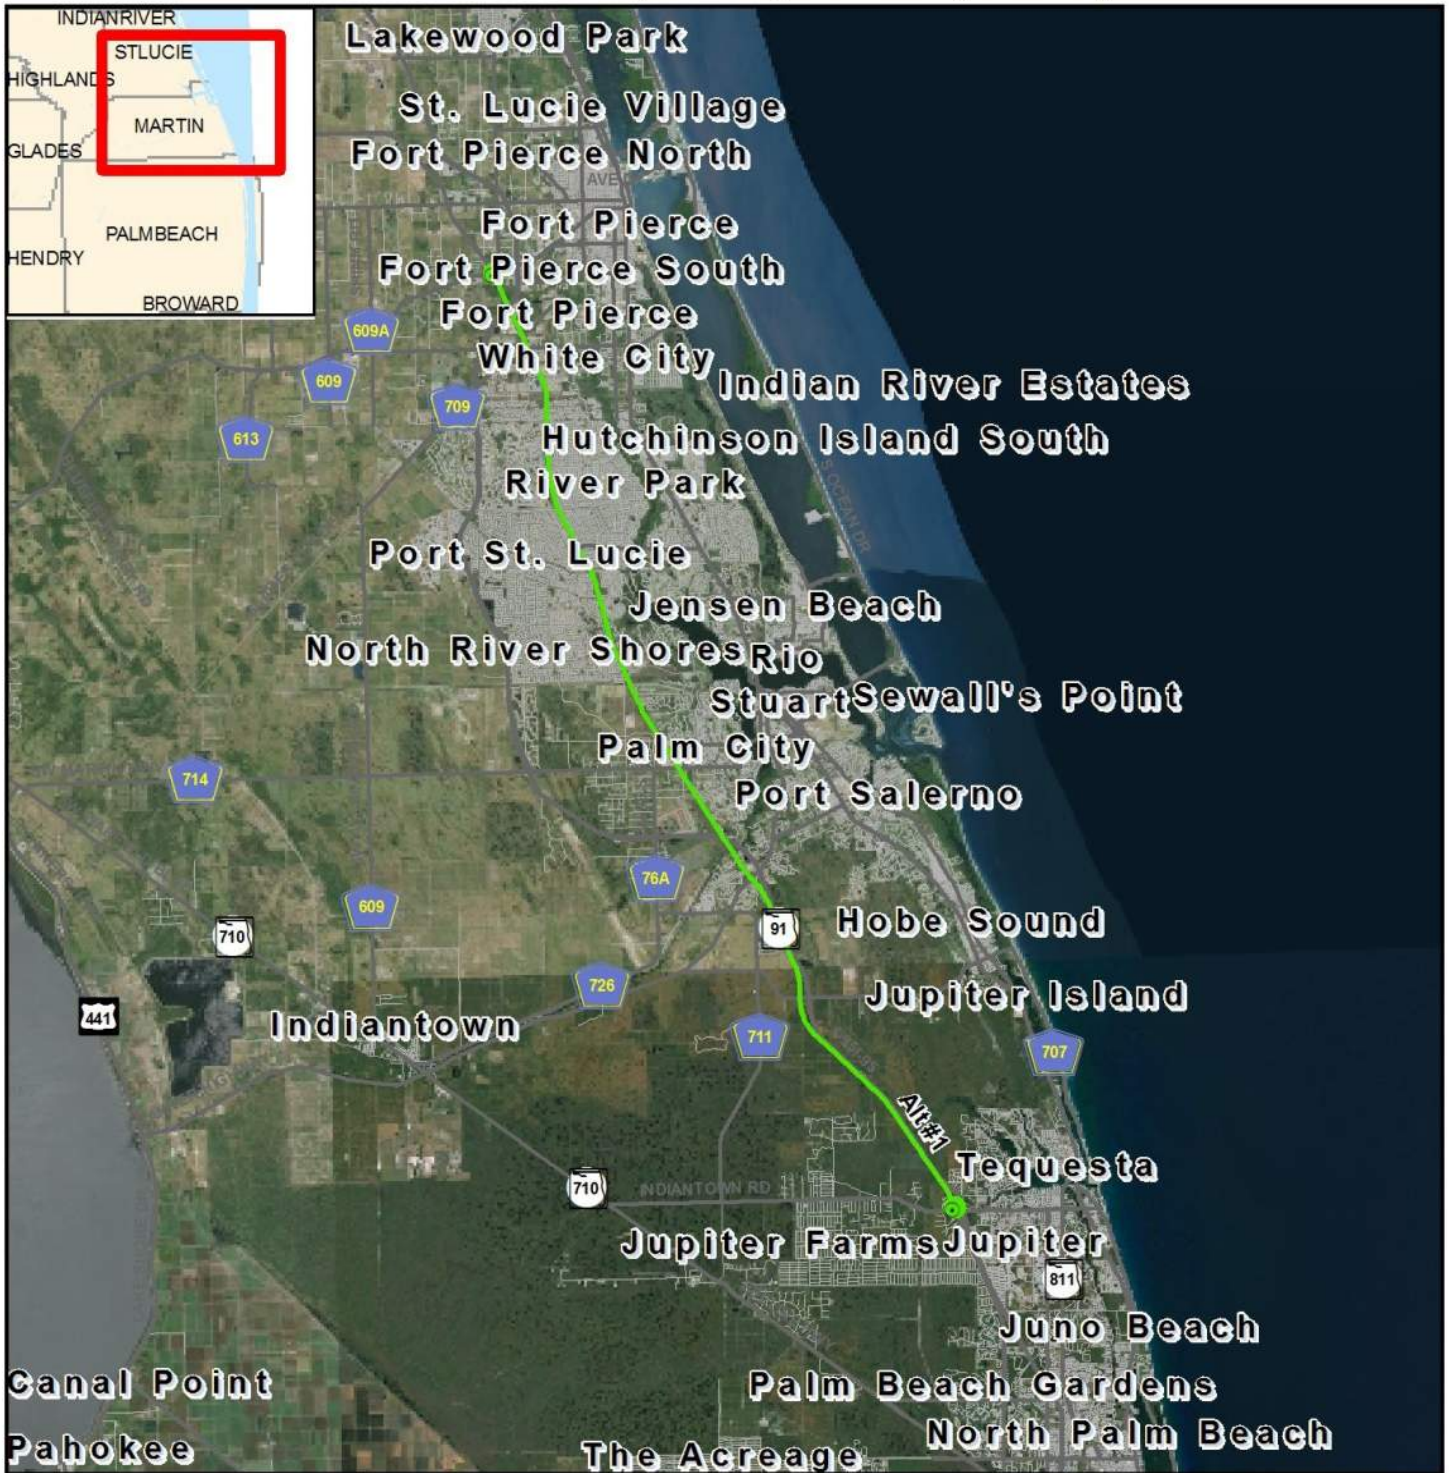 INDIANRIVER
STLUCIE
HIGHLANDS
MARTIN
GLADES
PALMBEACH
HENDRY
BROWARD
Lakewood Park
St. Lucie Village
Fort Pierce North
AVE
Fort Pierce
Fort Pierce South
Fort Pierce
609A
White City
609
Indian River Estates
709
613
Hutchinson Island South
River Park
S OCEAN DR
Port St. Lucie
Jensen Beach
North River Shores
Rio
Stuart
Sewall's Point
Palm City
714
Port Salerno
76A
609
Hobe Sound
710
91
726
Jupiter Island
441
Indiantown
711
707
Alt#1
Tequesta
710
INDIANTOWN RD
Jupiter Farms
Jupiter
811
Juno Beach
Canal Point
Palm Beach Gardens
North Palm Beach
Pahokee
The Acreage